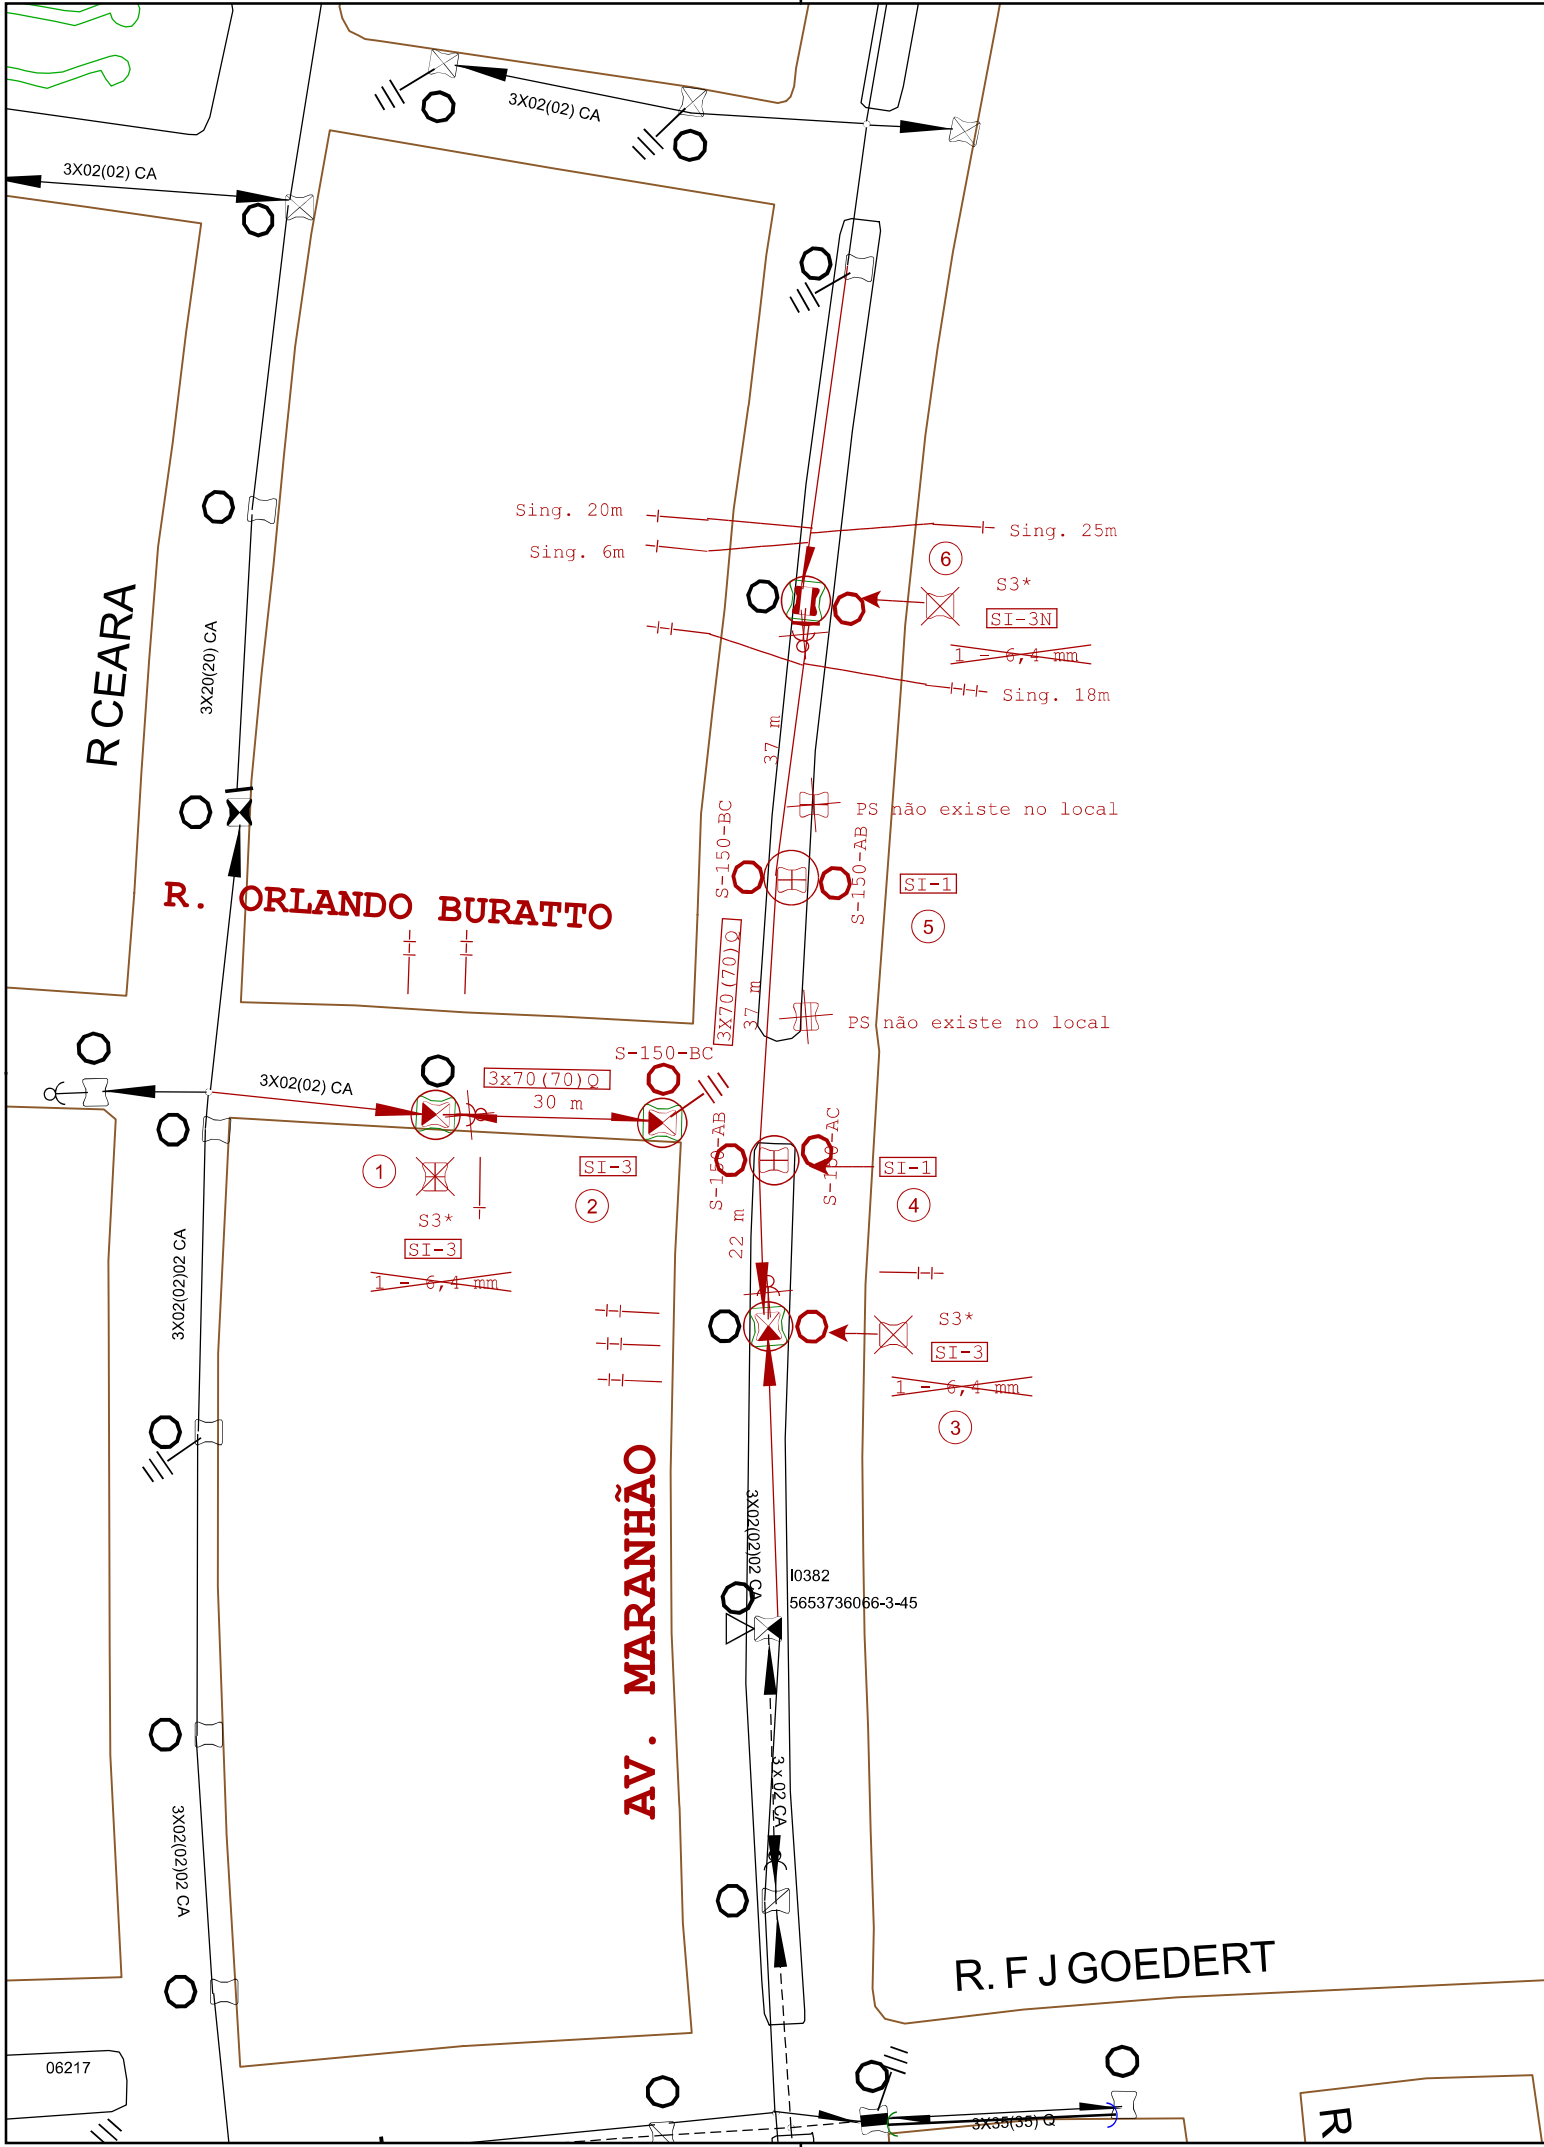 3X02(02) CA
3X02(02) CA
Sing. 20m
Sing. 25m
Sing. 6m
6
S3*
SI-3N
1 - 6,4 mm
Sing. 18m
R CEARA
3X20(20) CA
37 m
PS não existe no local
S-150-BC
S-150-AB
SI-1
5
R. ORLANDO BURATTO
3X70(70)Q
37 m
PS não existe no local
S-150-BC
3X02(02) CA
3x70(70)Q
30 m
S-150-AB
S-150-AC
SI-1
4
1
SI-3
2
S3*
SI-3
1 - 6,4 mm
22 m
3X02(02)02 CA
S3*
SI-3
1 - 6,4 mm
3
AV. MARANHÃO
3X02(02)02 CA
I0382
5653736066-3-45
3 x 02 CA
3X02(02)02 CA
R. F J GOEDERT
06217
3X35(35) Q
R